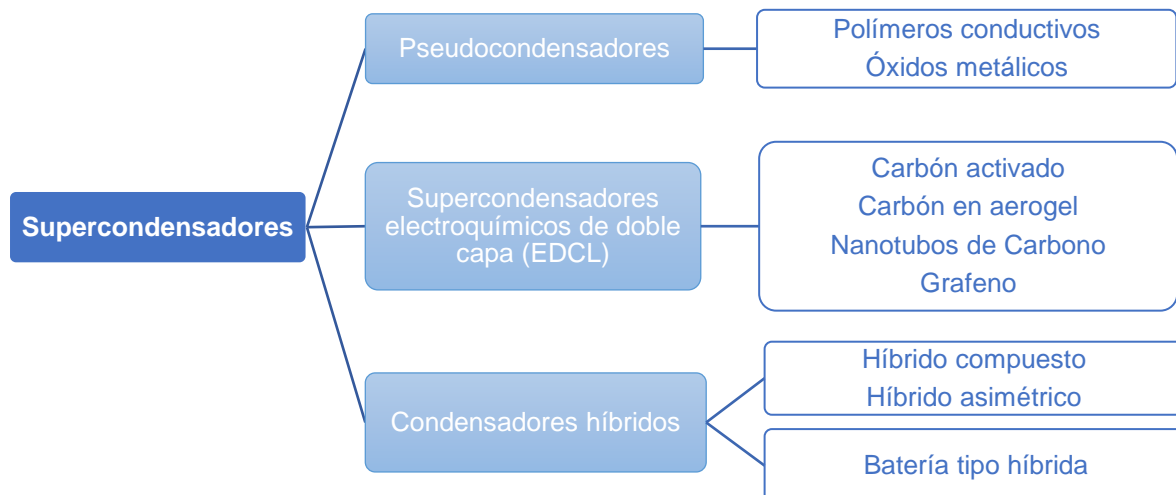 Supercondensadores
Pseudocondensadores
Polímeros conductivos
Óxidos metálicos
Supercondensadores
electroquímicos de doble
capa (EDCL)
Carbón activado
Carbón en aerogel
Nanotubos de Carbono
Grafeno
Condensadores híbridos
Híbrido compuesto
Híbrido asimétrico
Batería tipo híbrida